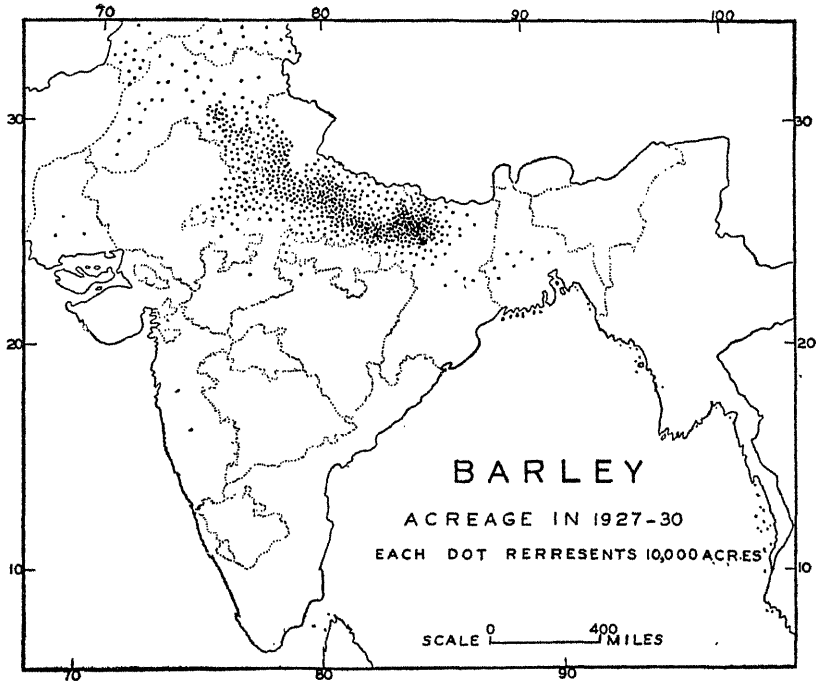 70 80 90 100
30 30
20 20
BARLEY
ACREAGE IN 1927-30
EACH DOT RERRESENTS 10,000 ACRES
10 10
0 400
SCALE MILES
70 80 90